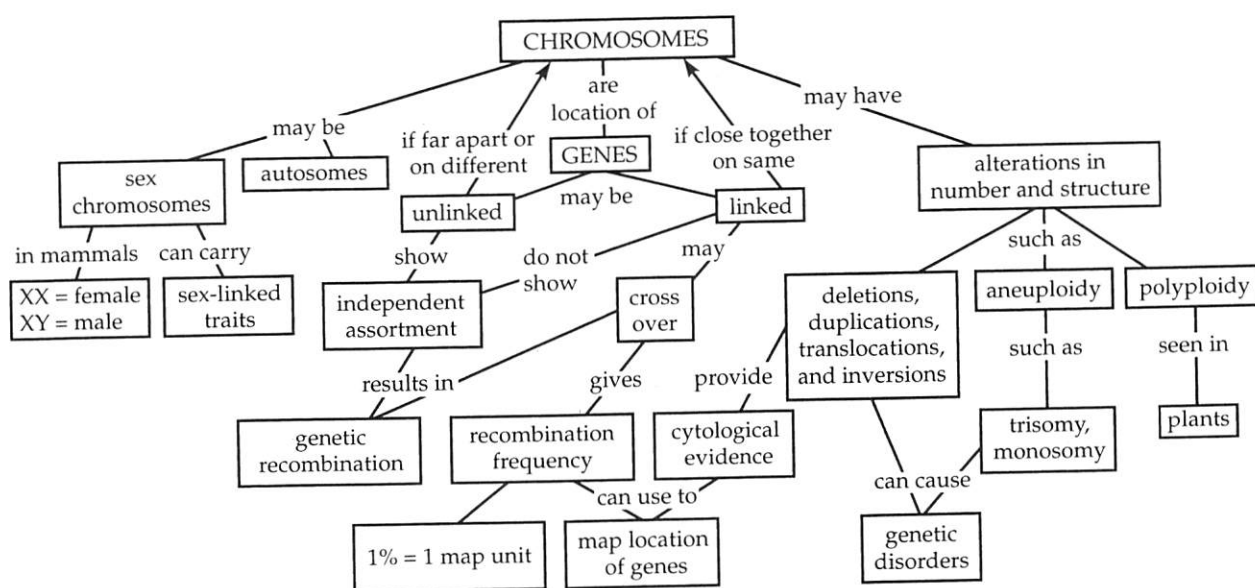 CHROMOSOMES
are
location of
may be
if far apart or
on different
if close together
on same
may have
GENES
sex
chromosomes
autosomes
alterations in
number and structure
unlinked
may be
linked
in mammals
can carry
show
do not
show
may
such as
XX = female
XY = male
sex-linked
traits
independent
assortment
cross
over
deletions,
duplications,
translocations,
and inversions
aneuploidy
polyploidy
such as
seen in
results in
gives
provide
genetic
recombination
recombination
frequency
cytological
evidence
trisomy,
monosomy
plants
can use to
can cause
1% = 1 map unit
map location
of genes
genetic
disorders